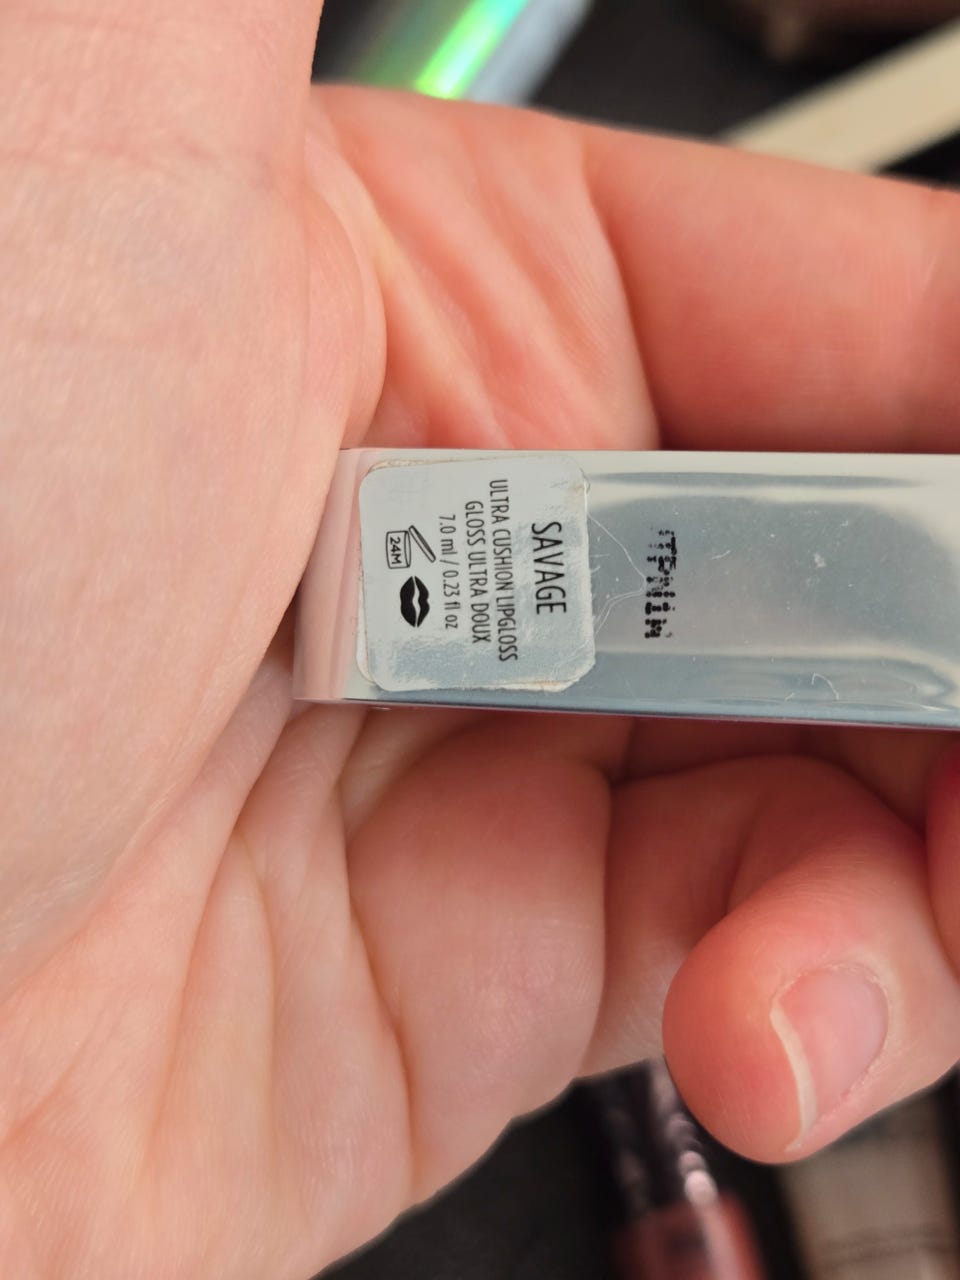 SAVAGE
ULTRA CUSHION LIPGLOSS
GLOSS ULTRA DOUX
7.0 ml / 0.23 fl oz
24M